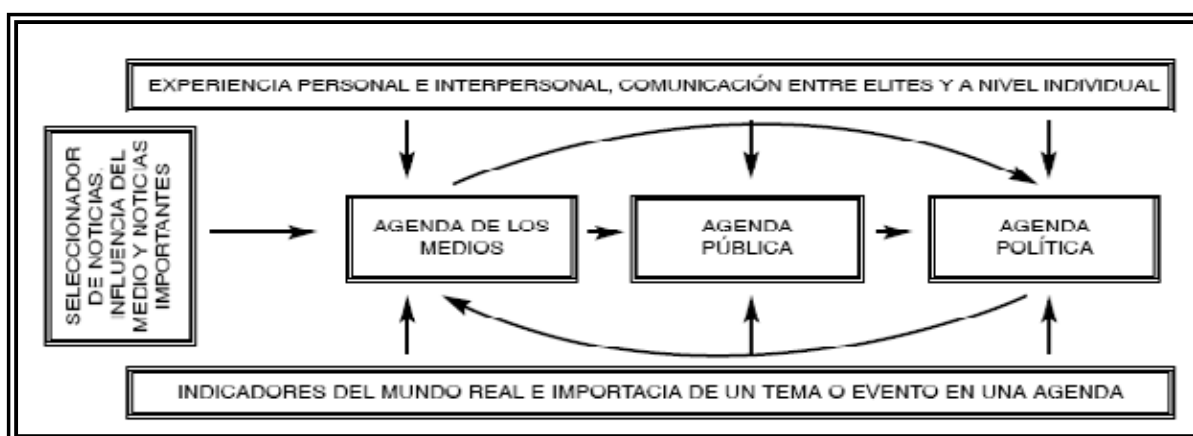 EXPERIENCIA PERSONAL E INTERPERSONAL, COMUNICACIÓN ENTRE ELITES Y A NIVEL INDIVIDUAL
SELECCIONADOR
DE NOTICIAS.
INFLUENCIA DEL
MEDIO Y NOTICIAS
IMPORTANTES
AGENDA DE LOS
MEDIOS
AGENDA
PÚBLICA
AGENDA
POLÍTICA
INDICADORES DEL MUNDO REAL E IMPORTACIA DE UN TEMA O EVENTO EN UNA AGENDA